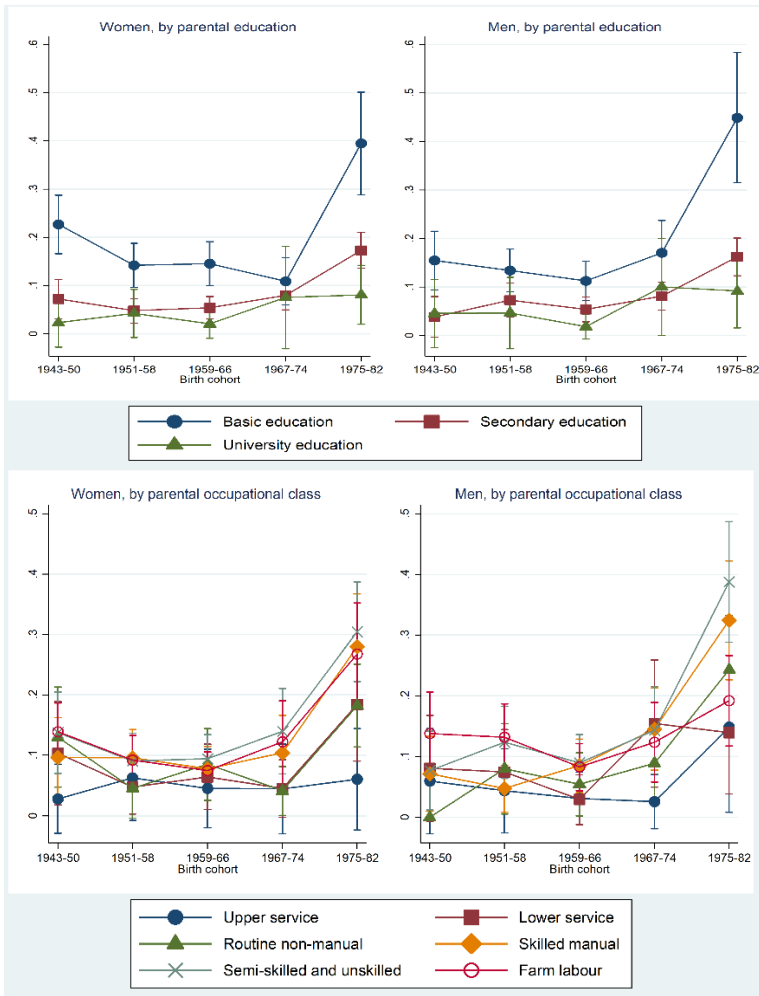 Women, by parental education
Men, by parental education
.6
.5
.4
.3
.2
.1
0
1943-50 1951-58 1959-66 1967-74 1975-82
Birth cohort
.6
.5
.4
.3
.2
.1
0
1943-50 1951-58 1959-66 1967-74 1975-82
Birth cohort
Basic education Secondary education
University education
Women, by parental occupational class
Men, by parental occupational class
.5
.4
.3
.2
.1
0
1943-50 1951-58 1959-66 1967-74 1975-82
Birth cohort
.5
.4
.3
.2
.1
0
1943-50 1951-58 1959-66 1967-74 1975-82
Birth cohort
Upper service Lower service
Routine non-manual Skilled manual
Semi-skilled and unskilled Farm labour